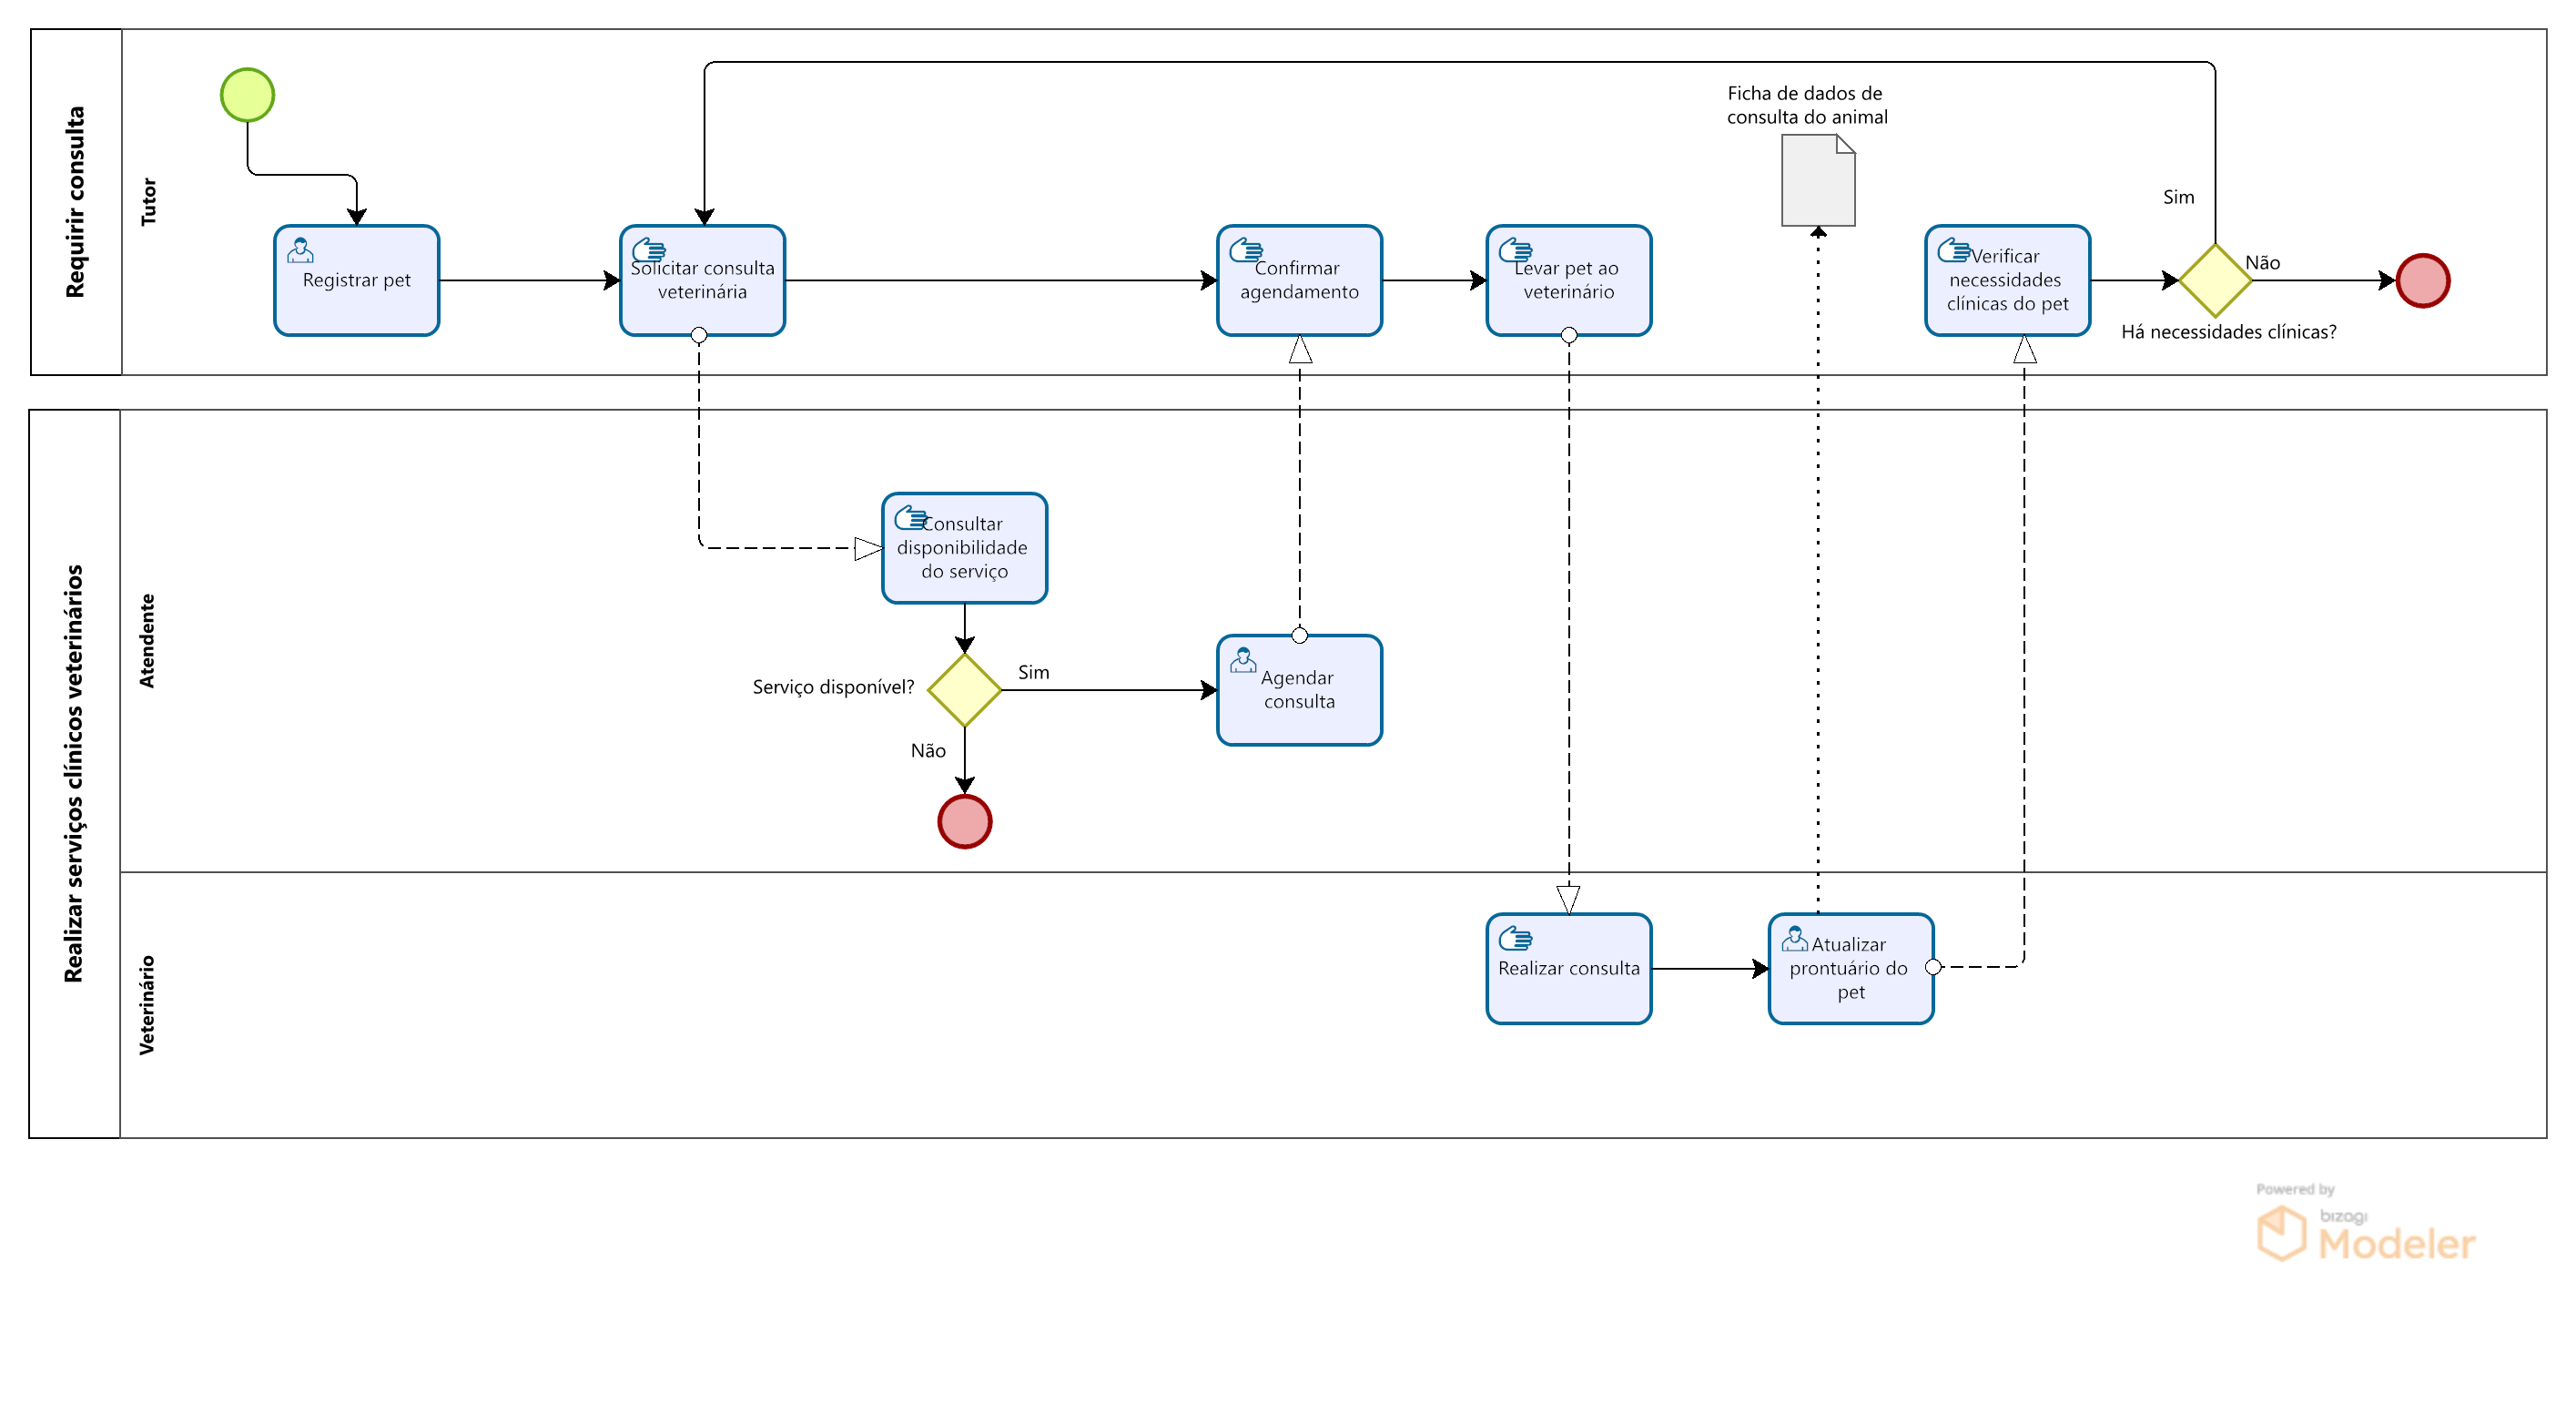 Requirir consulta
Tutor
Ficha de dados de
consulta do animal
Sim
Registrar pet
Solicitar consulta
veterinária
Confirmar
agendamento
Levar pet ao
veterinário
Verificar
necessidades
clínicas do pet
Não
Há necessidades clínicas?
Realizar serviços clínicos veterinários
Atendente
Consultar
disponibilidade
do serviço
Serviço disponível?
Sim
Agendar
consulta
Não
Veterinário
Realizar consulta
Atualizar
prontuário do
pet
Powered by
bizagi
Modeler